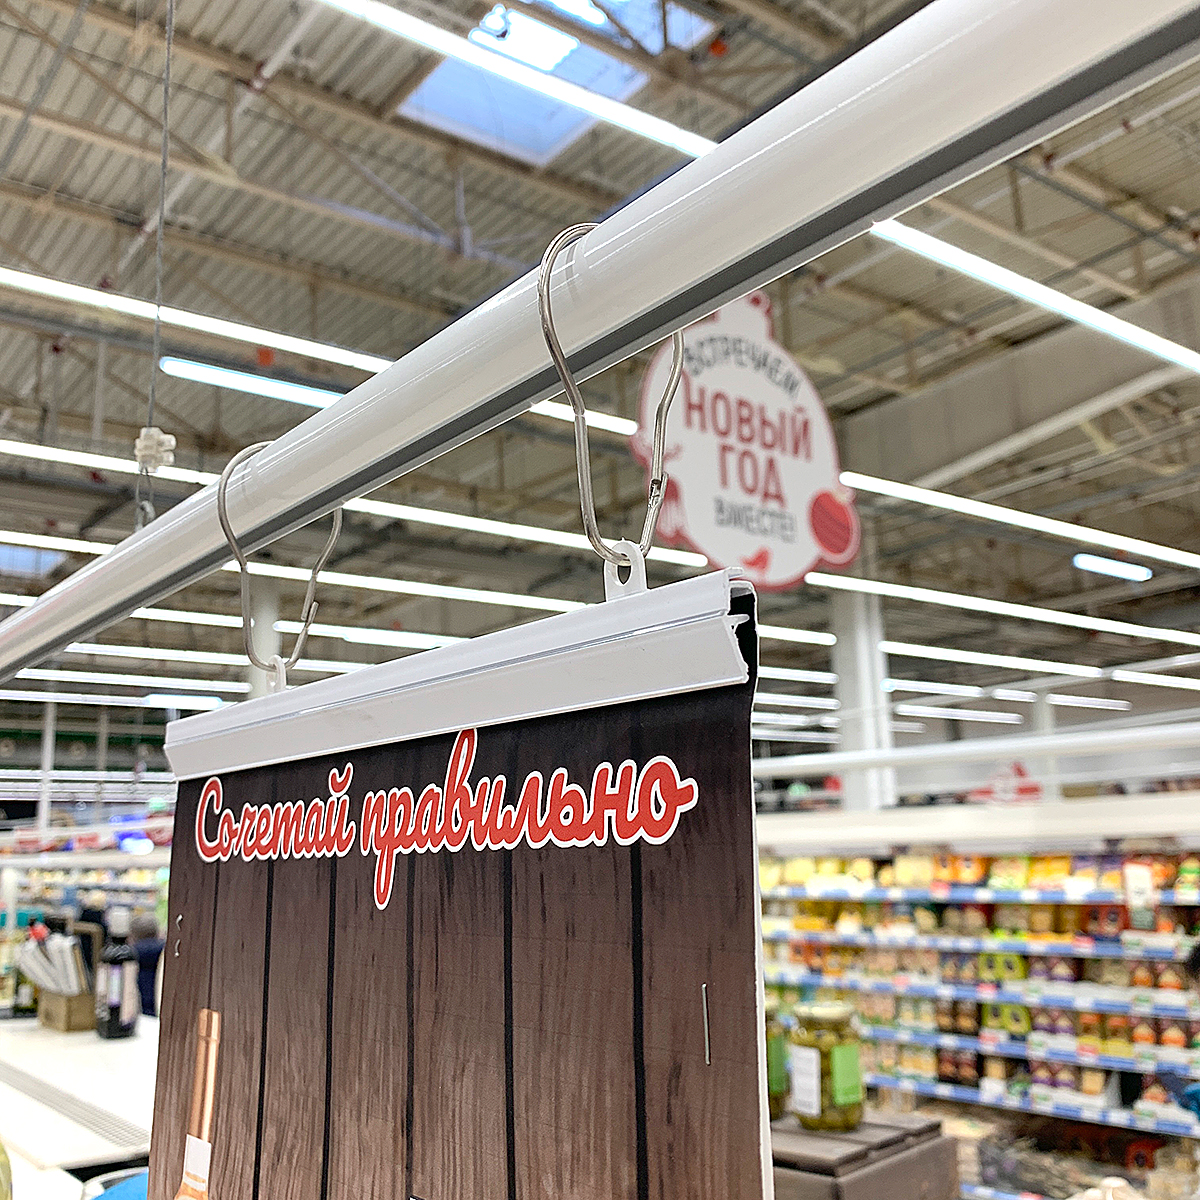 ВСТРЕЧАЕМ
НОВЫЙ
ГОД
ВМЕСТЕ!
Сочетай правильно